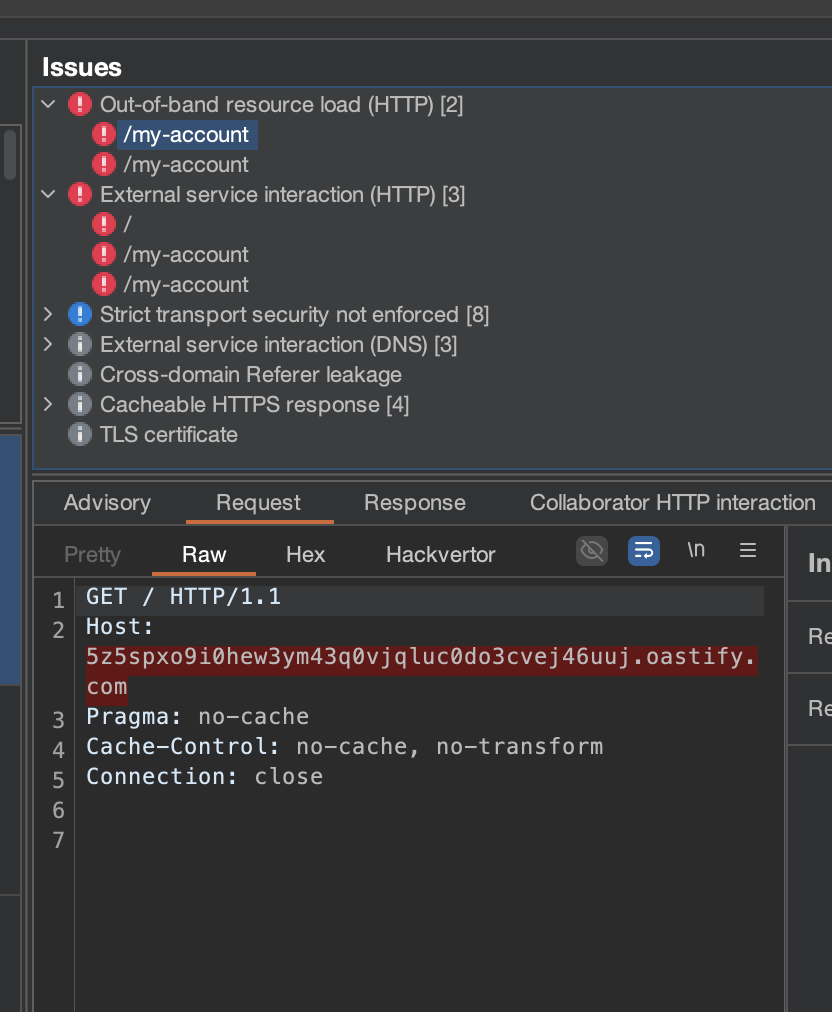 Issues
Out-of-band resource load (HTTP) [2]
/my-account
/my-account
External service interaction (HTTP) [3]
/
/my-account
/my-account
Strict transport security not enforced [8]
External service interaction (DNS) [3]
Cross-domain Referer leakage
Cacheable HTTPS response [4]
TLS certificate
Advisory Request Response Collaborator HTTP interaction
Pretty Raw Hex Hackvertor \n
In
1 GET / HTTP/1.1
2 Host:
Re
5z5spxo9i0hew3ym43q0vjqluc0do3cvej46uuj.oastify.
com
Re
3 Pragma: no-cache
4 Cache-Control: no-cache, no-transform
5 Connection: close
6
7